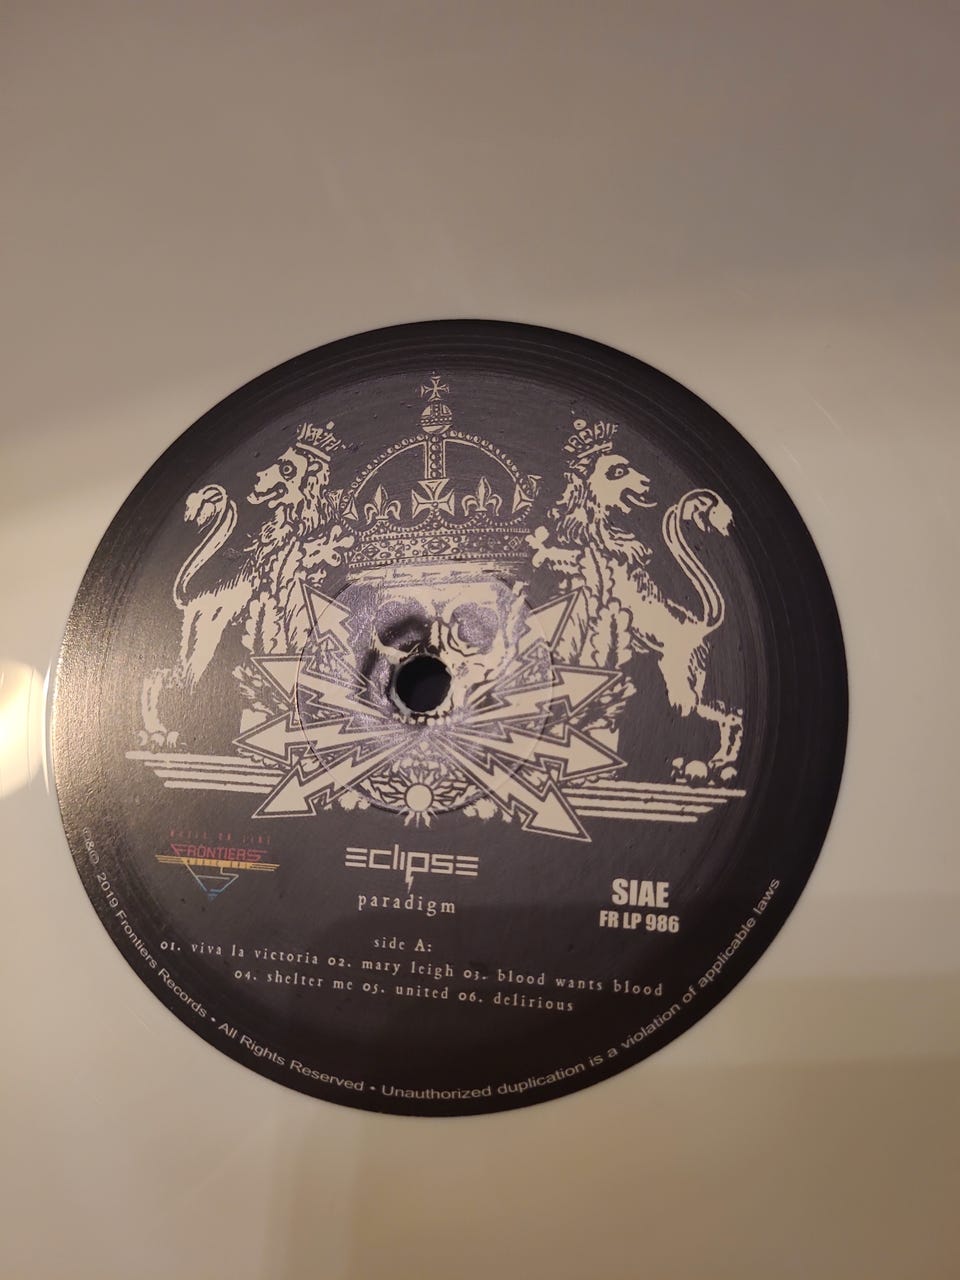 MUSIC ON LINE
FRONTIERS
MUSIC SRL
ECLIPSE
paradigm
SIAE
FR LP 986
side A:
01. viva la victoria 02. mary leigh 03. blood wants blood
04. shelter me 05. united 06. delirious
℗&© 2019 Frontiers Records • All Rights Reserved • Unauthorized duplication is a violation of applicable laws